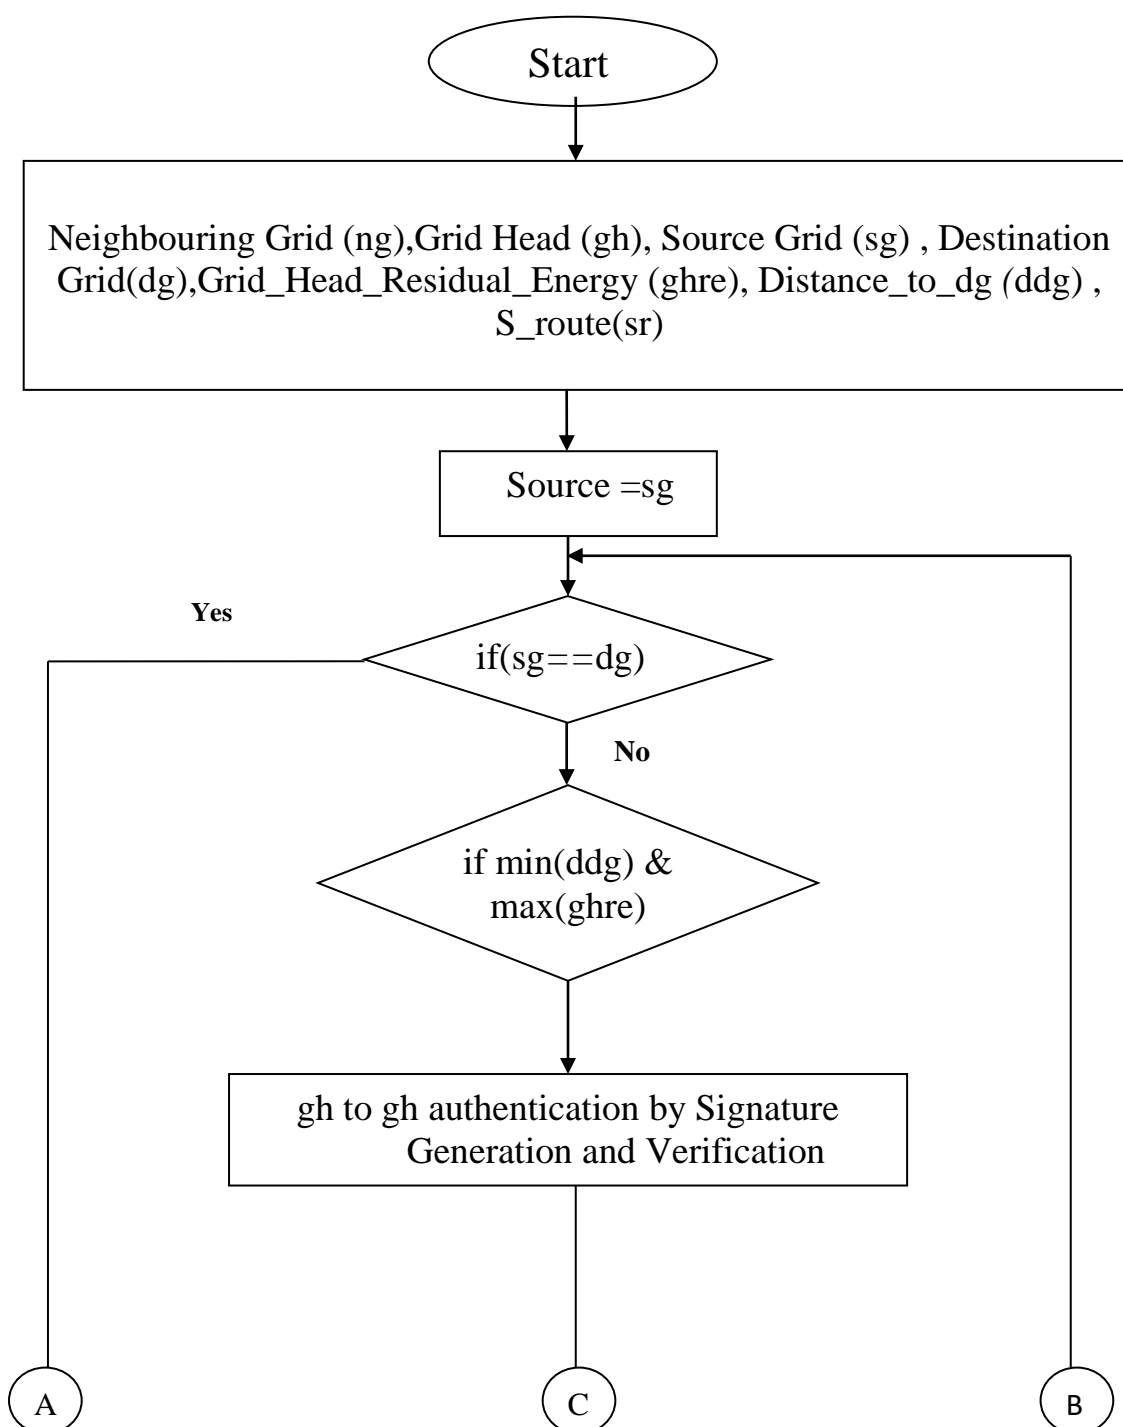 Start
Neighbouring Grid (ng),Grid Head (gh), Source Grid (sg) , Destination
Grid(dg),Grid_Head_Residual_Energy (ghre), Distance_to_dg (ddg) ,
S_route(sr)
Source =sg
Yes
if(sg==dg)
No
if min(ddg) &
max(ghre)
gh to gh authentication by Signature
Generation and Verification
A
C
B